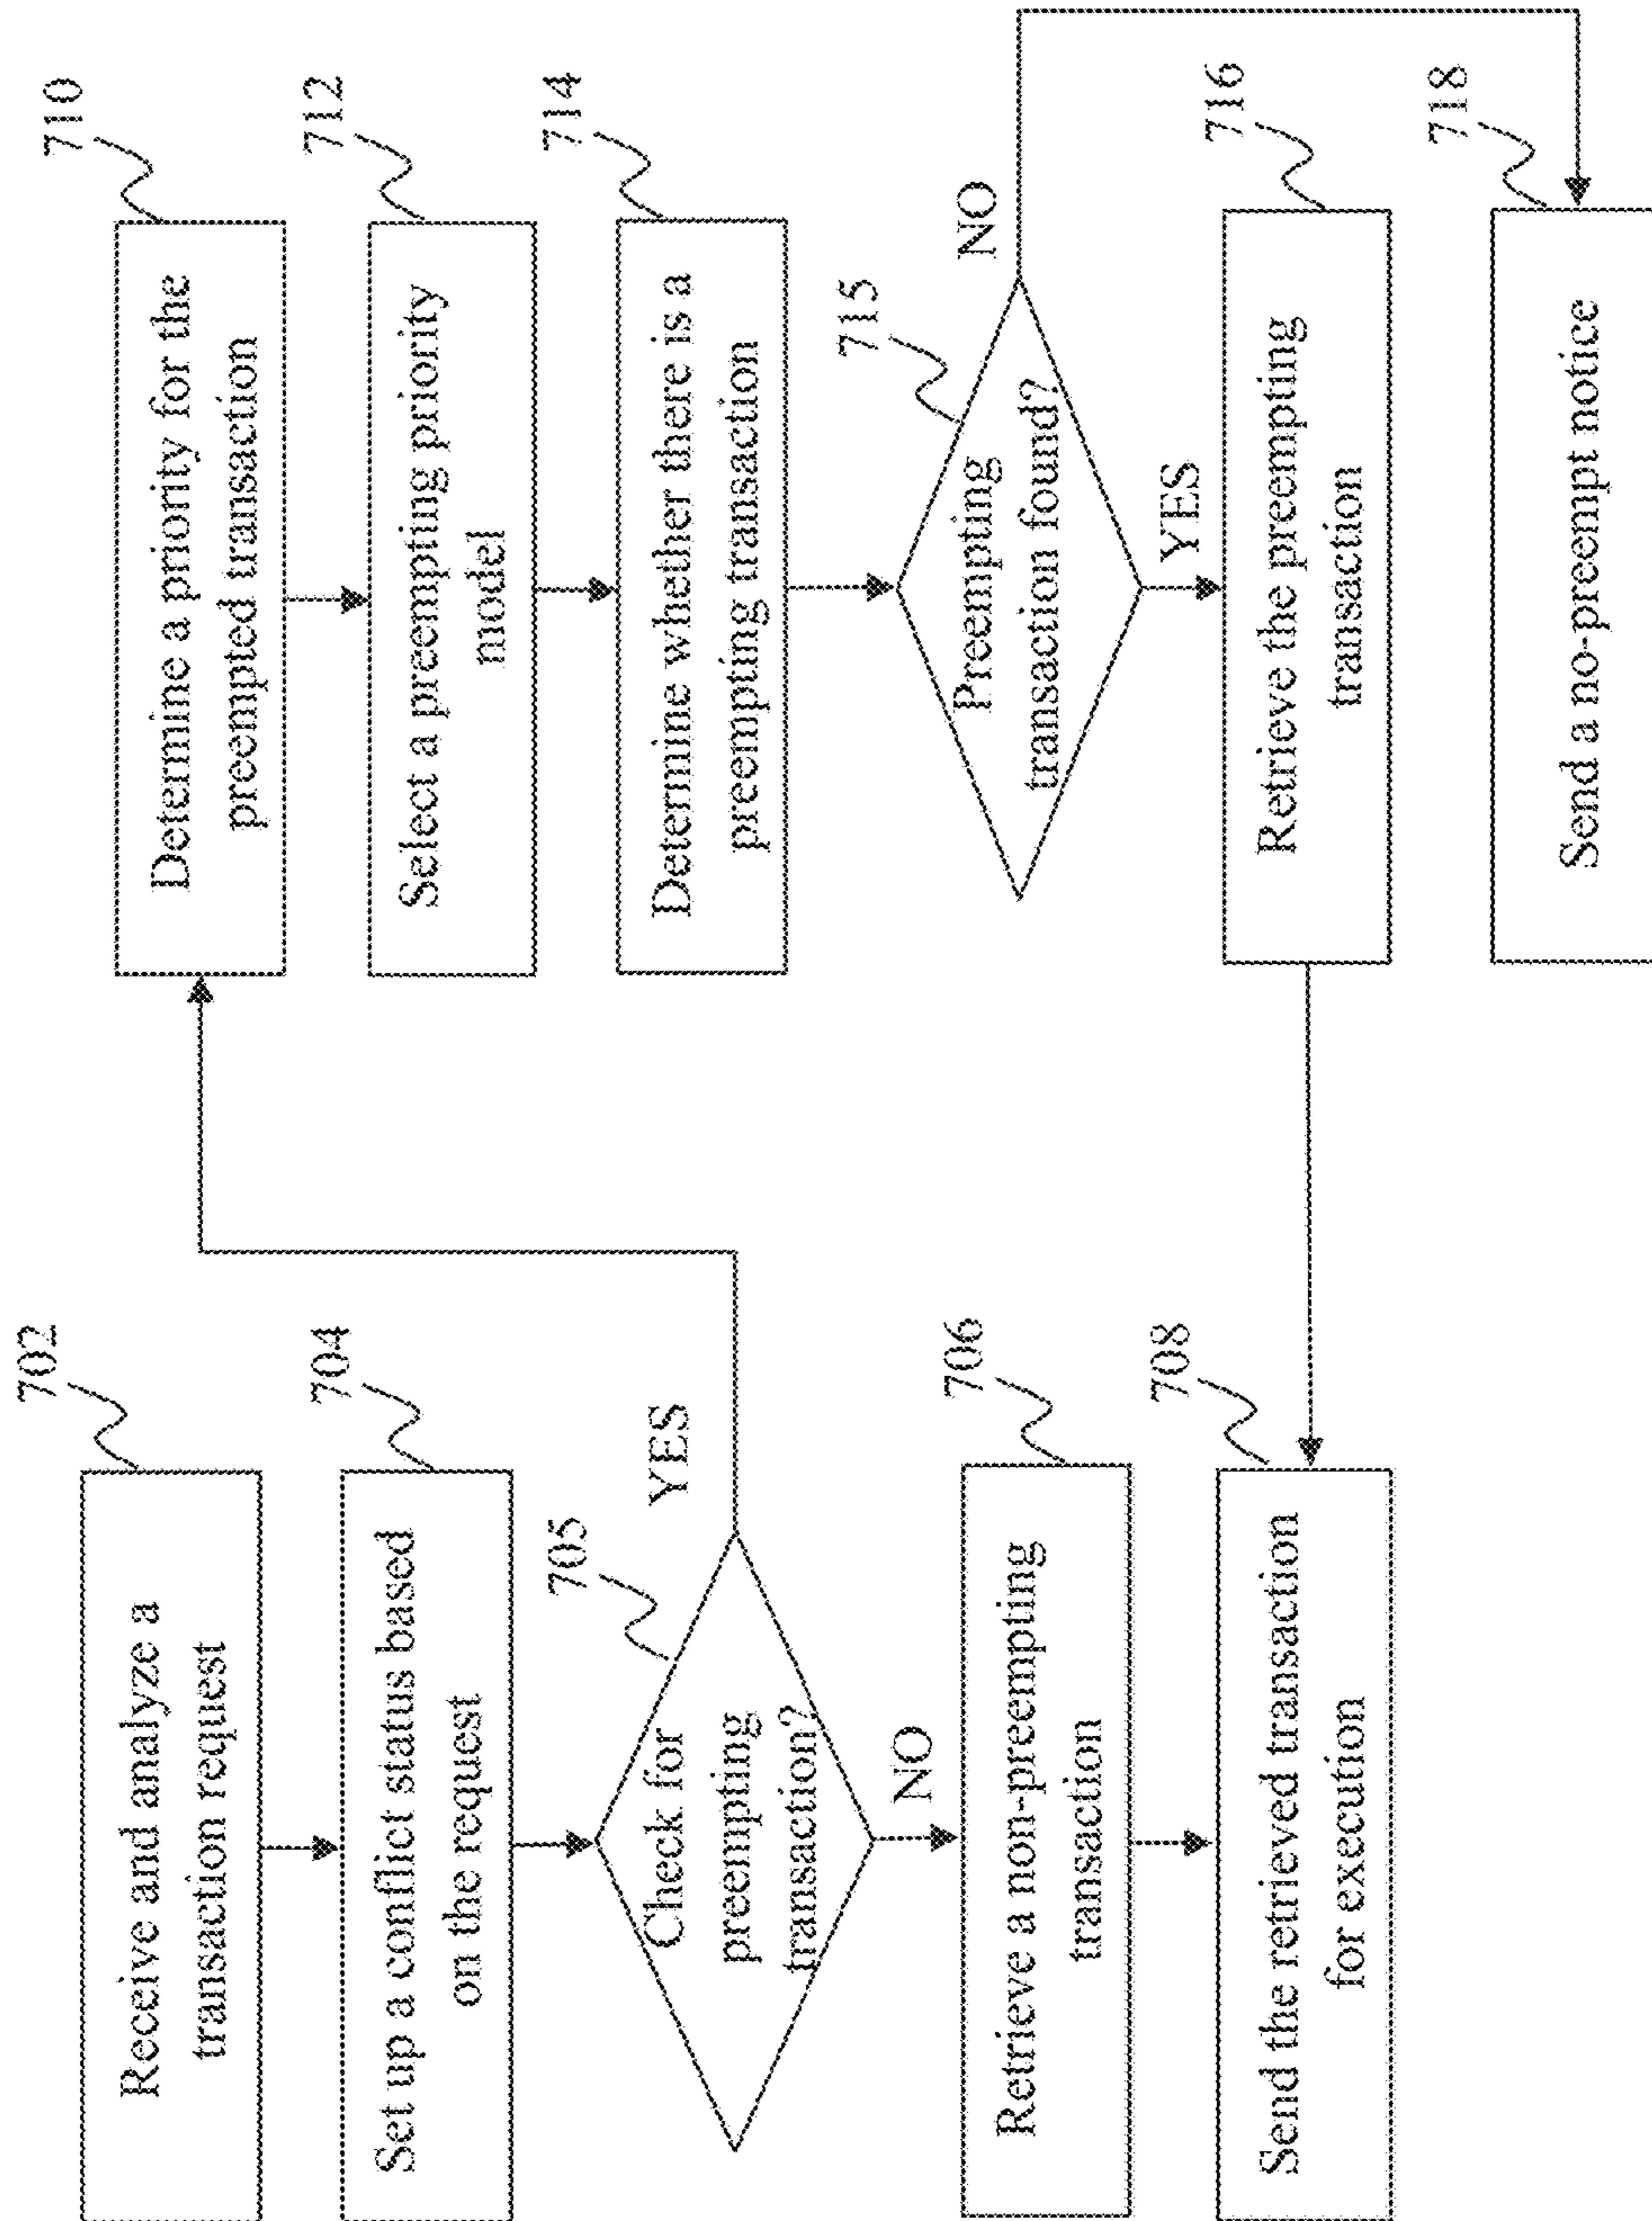 702
Receive and analyze a
transaction request
704
Set up a conflict status based
on the request
705
Check for
preempting
transaction?
YES
NO
706
Retrieve a non-preempting
transaction
708
Send the retrieved transaction
for execution
710
Determine a priority for the
preempted transaction
712
Select a preempting priority
model
714
Determine whether there is a
preempting transaction
715
Preempting
transaction found?
NO
YES
716
Retrieve the preempting
transaction
718
Send a no-preempt notice